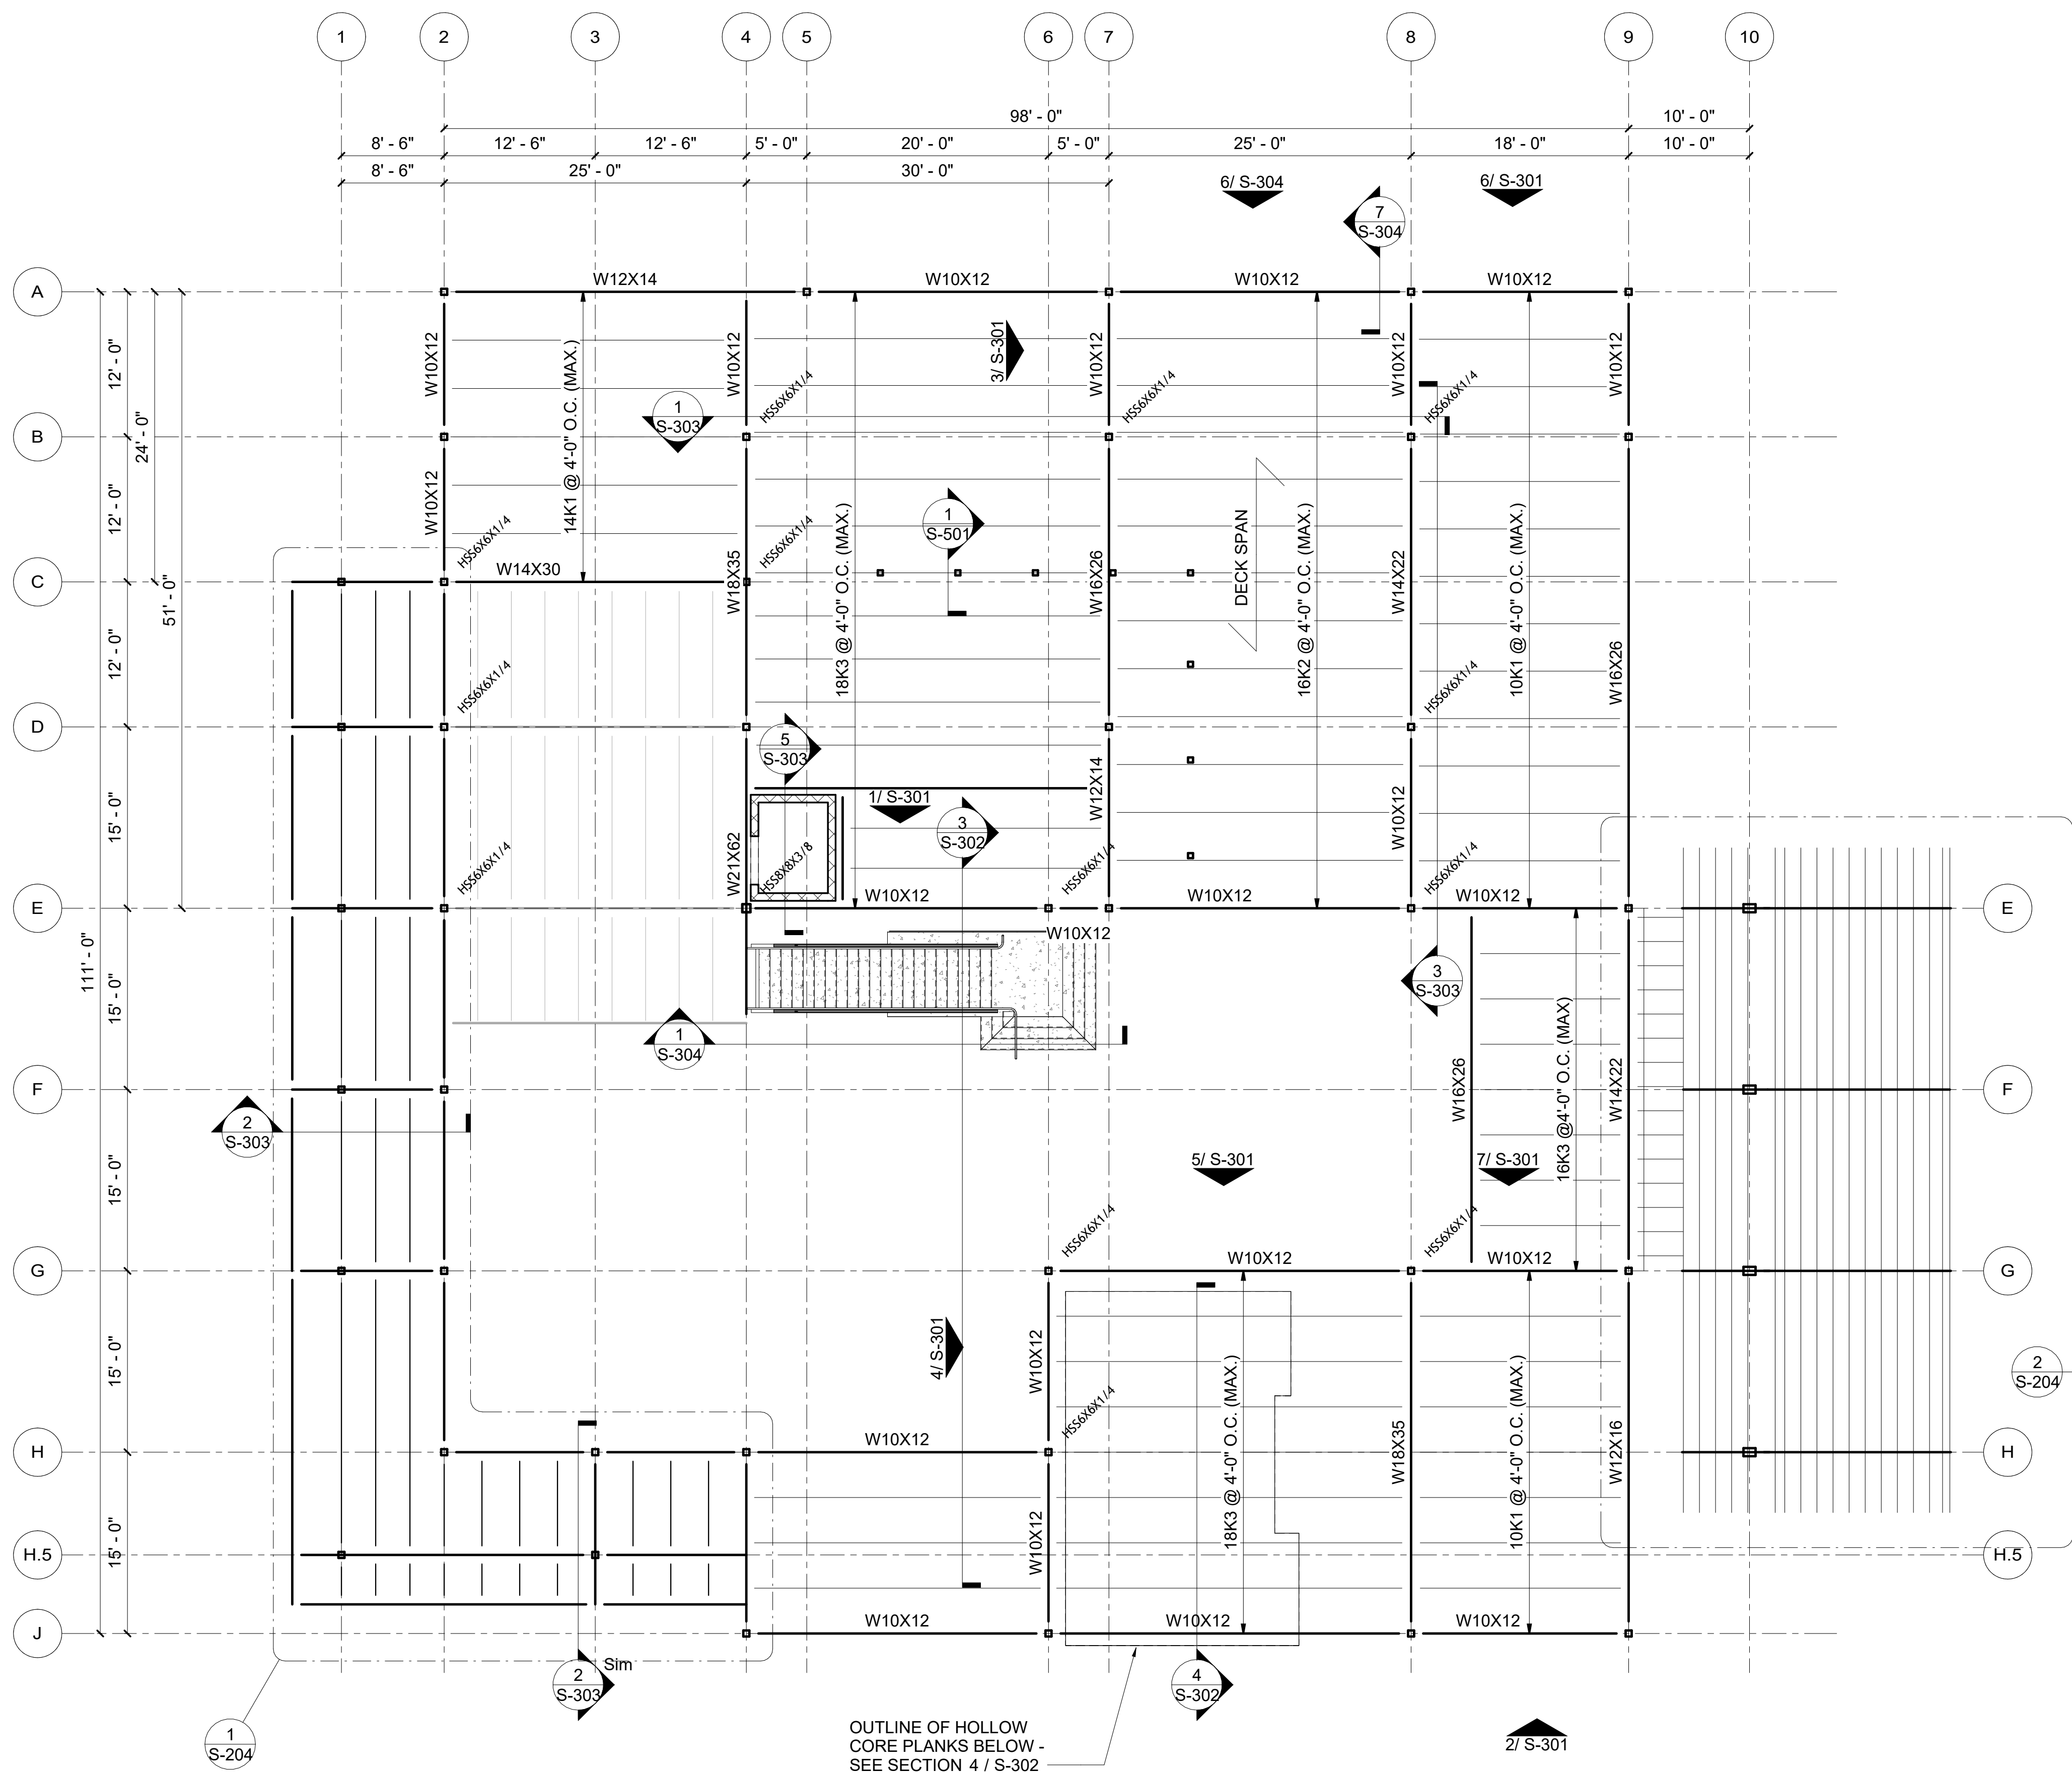 1
2
3
4
5
6
7
8
9
10
98' - 0"
10' - 0"
8' - 6"
12' - 6"
12' - 6"
5' - 0"
20' - 0"
5' - 0"
25' - 0"
18' - 0"
10' - 0"
8' - 6"
25' - 0"
30' - 0"
6/ S-304
6/ S-301
7
S-304
A
W12X14
W10X12
W10X12
W10X12
12' - 0"
24' - 0"
W10X12
14K1 @ 4'-0" O.C. (MAX.)
W10X12
3/ S-301
W10X12
W10X12
W10X12
HSS6X6X1/4
HSS6X6X1/4
HSS6X6X1/4
1
S-303
B
12' - 0"
W10X12
HSS6X6X1/4
HSS6X6X1/4
1
S-501
DECK SPAN
18K3 @ 4'-0" O.C. (MAX.)
16K2 @ 4'-0" O.C. (MAX.)
10K1 @ 4'-0" O.C. (MAX.)
C
W14X30
W18X35
W16X26
W14X22
51' - 0"
12' - 0"
HSS6X6X1/4
HSS6X6X1/4
W16X26
D
5
S-303
15' - 0"
1/ S-301
3
S-302
W12X14
W10X12
W21X62
HSS6X6X1/4
HSS8X8X3/8
HSS6X6X1/4
HSS6X6X1/4
W10X12
W10X12
W10X12
E
E
W10X12
111' - 0"
15' - 0"
3
S-303
1
S-304
16K3 @4'-0" O.C. (MAX)
W16X26
W14X22
F
F
2
S-303
15' - 0"
5/ S-301
7/ S-301
HSS6X6X1/4
HSS6X6X1/4
W10X12
W10X12
G
G
15' - 0"
4/ S-301
W10X12
HSS6X6X1/4
2
S-204
18K3 @ 4'-0" O.C. (MAX.)
10K1 @ 4'-0" O.C. (MAX.)
W10X12
H
H
W18X35
W12X16
15' - 0"
W10X12
H.5
H.5
W10X12
W10X12
W10X12
J
2
S-303
Sim
4
S-302
1
S-204
OUTLINE OF HOLLOW
CORE PLANKS BELOW -
SEE SECTION 4 / S-302
2/ S-301